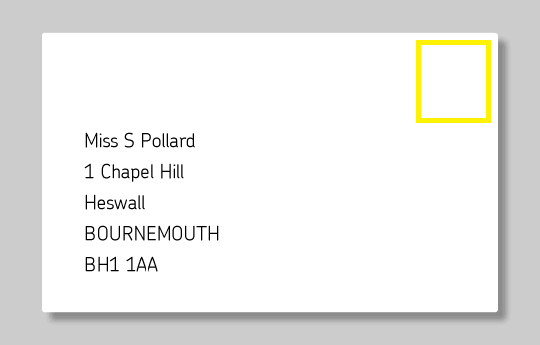 Miss S Pollard
1 Chapel Hill
Heswall
BOURNEMOUTH
BH1 1AA